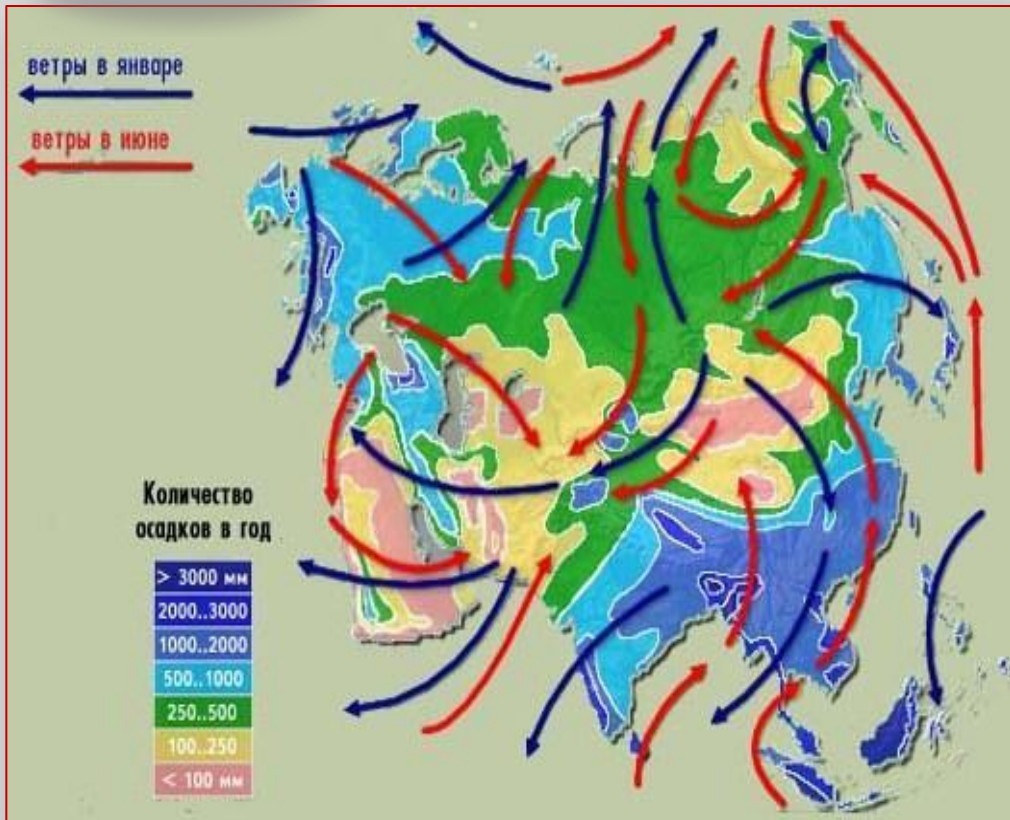 ветры в январе
ветры в июне
Количество
осадков в год
> 3000 мм
2000..3000
1000..2000
500..1000
250..500
100..250
< 100 мм